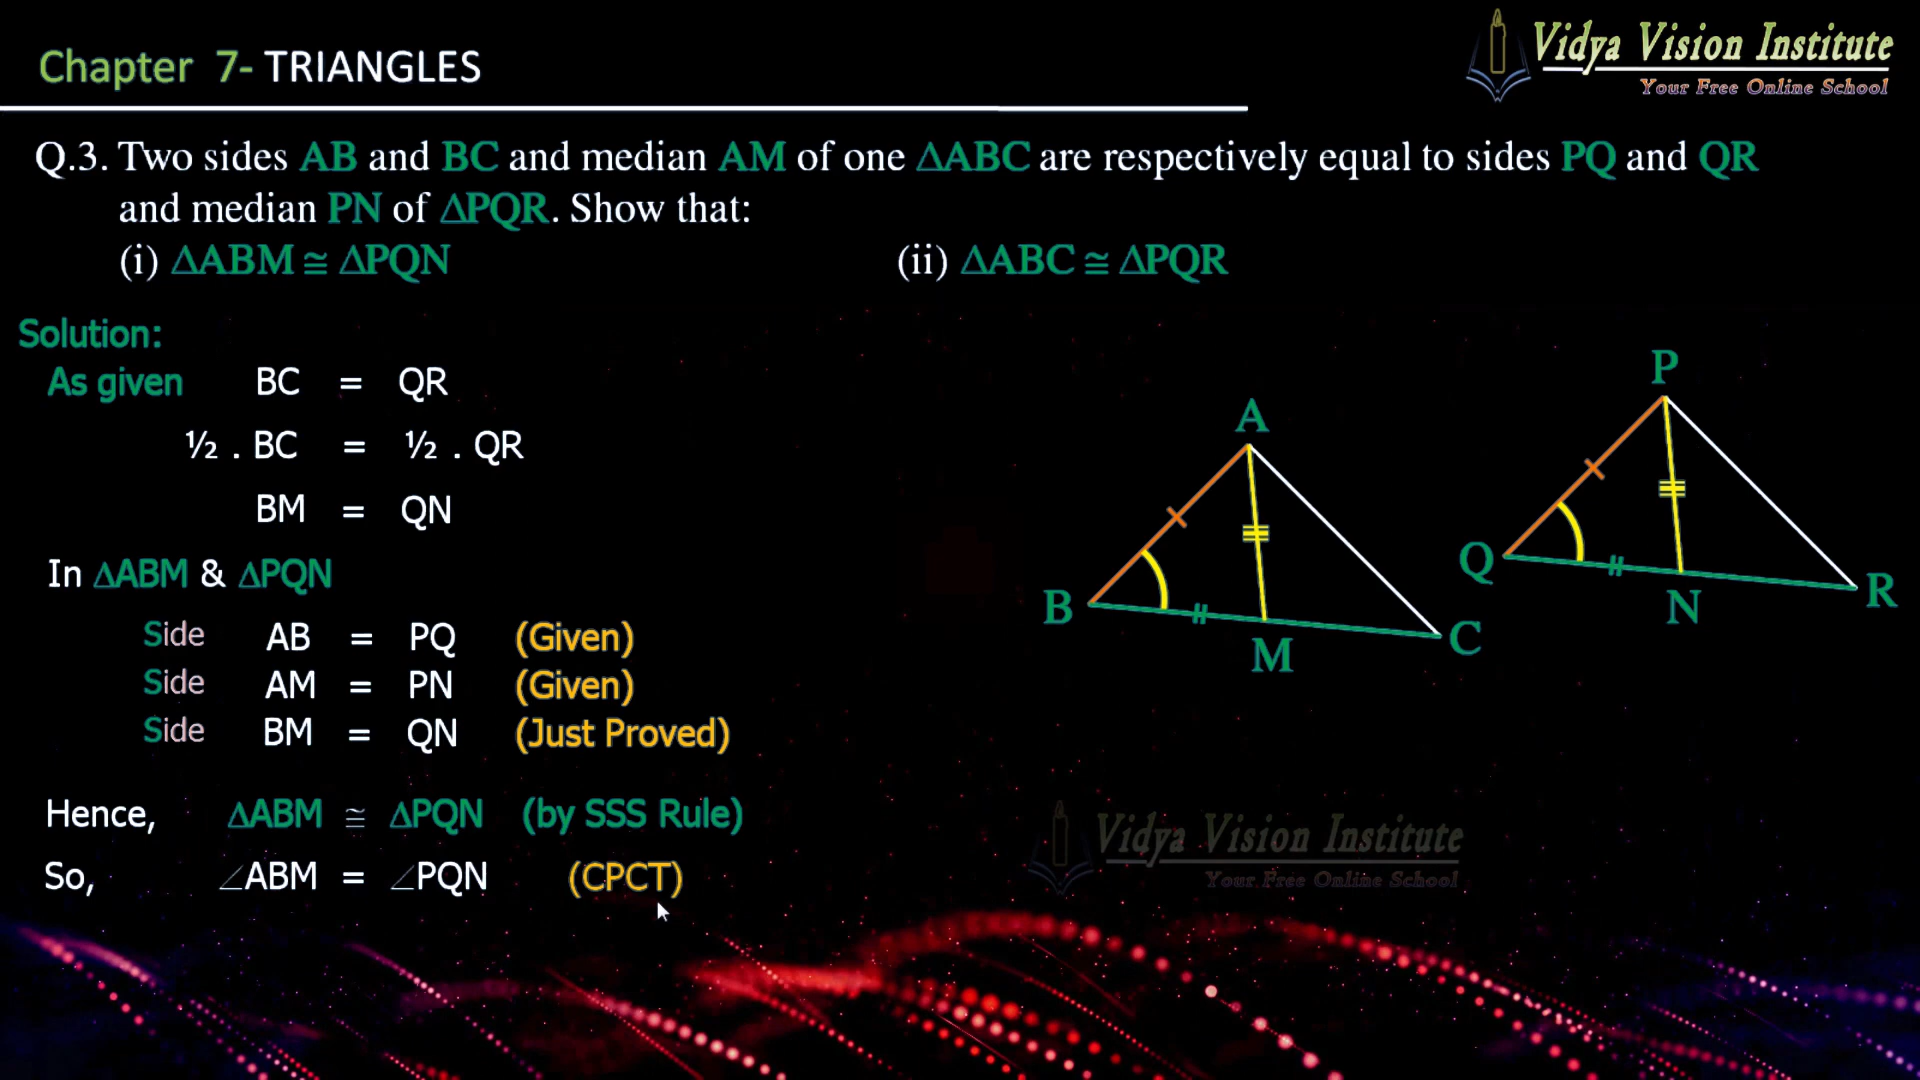 Chapter 7- TRIANGLES
Vidya Vision Institute
Your Free Online School
Q.3. Two sides AB and BC and median AM of one ΔABC are respectively equal to sides PQ and QR
and median PN of ΔPQR. Show that:
(i) ΔABM ≅ ΔPQN (ii) ΔABC ≅ ΔPQR
Solution:
As given BC = QR
½ . BC = ½ . QR
BM = QN
In ΔABM & ΔPQN
Side AB = PQ (Given)
Side AM = PN (Given)
Side BM = QN (Just Proved)
Hence, ΔABM ≅ ΔPQN (by SSS Rule)
So, ∠ABM = ∠PQN (CPCT)
A
B
M
C
P
Q
N
R
Vidya Vision Institute
Your Free Online School